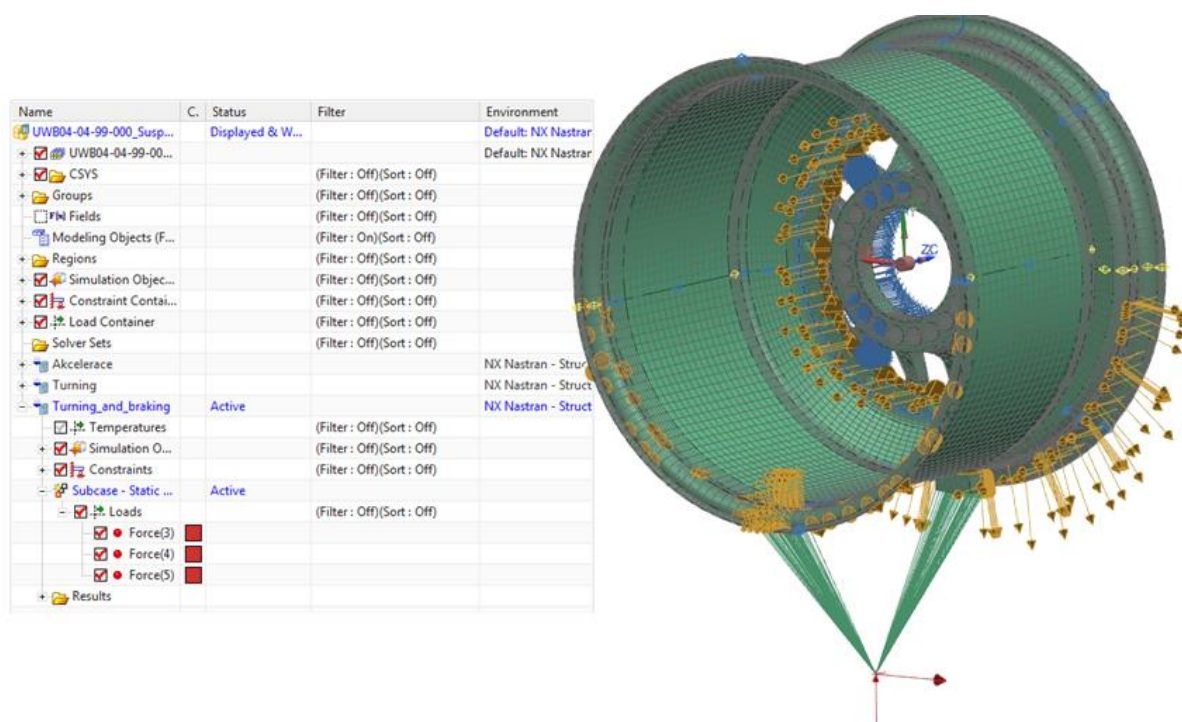 Name C. Status Filter Environment
UWB04-04-99-000_Susp... Displayed & W... Default: NX Nastran
UWB04-04-99-00... Default: NX Nastran
CSYS (Filter : Off)(Sort : Off)
Groups (Filter : Off)(Sort : Off)
Fields (Filter : Off)(Sort : Off)
Modeling Objects (F... (Filter : On)(Sort : Off)
Regions (Filter : Off)(Sort : Off)
Simulation Objec... (Filter : Off)(Sort : Off)
Constraint Contai... (Filter : Off)(Sort : Off)
Load Container (Filter : Off)(Sort : Off)
Solver Sets (Filter : Off)(Sort : Off)
Akcelerace NX Nastran - Struct
Turning NX Nastran - Struct
Turning_and_braking Active NX Nastran - Struct
Temperatures (Filter : Off)(Sort : Off)
Simulation O... (Filter : Off)(Sort : Off)
Constraints (Filter : Off)(Sort : Off)
Subcase - Static ... Active
Loads (Filter : Off)(Sort : Off)
Force(3)
Force(4)
Force(5)
Results
ZC